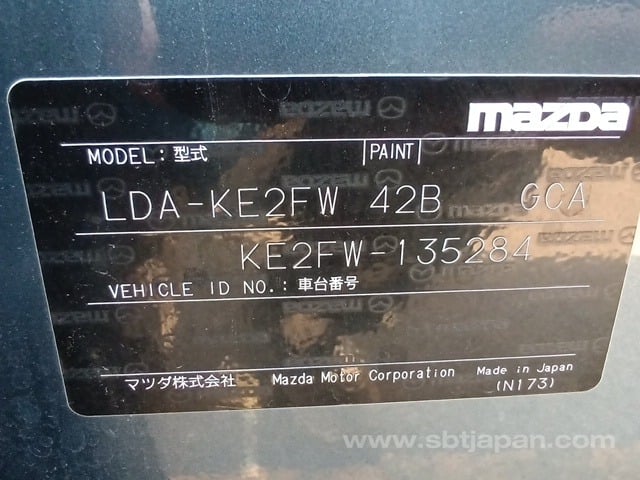 mazda
MODEL: 型式 PAINT
LDA-KE2FW 42B GCA
KE2FW-135284
VEHICLE ID NO.: 車台番号
マツダ株式会社 Mazda Motor Corporation Made in Japan
(N173)
www.sbtjapan.com